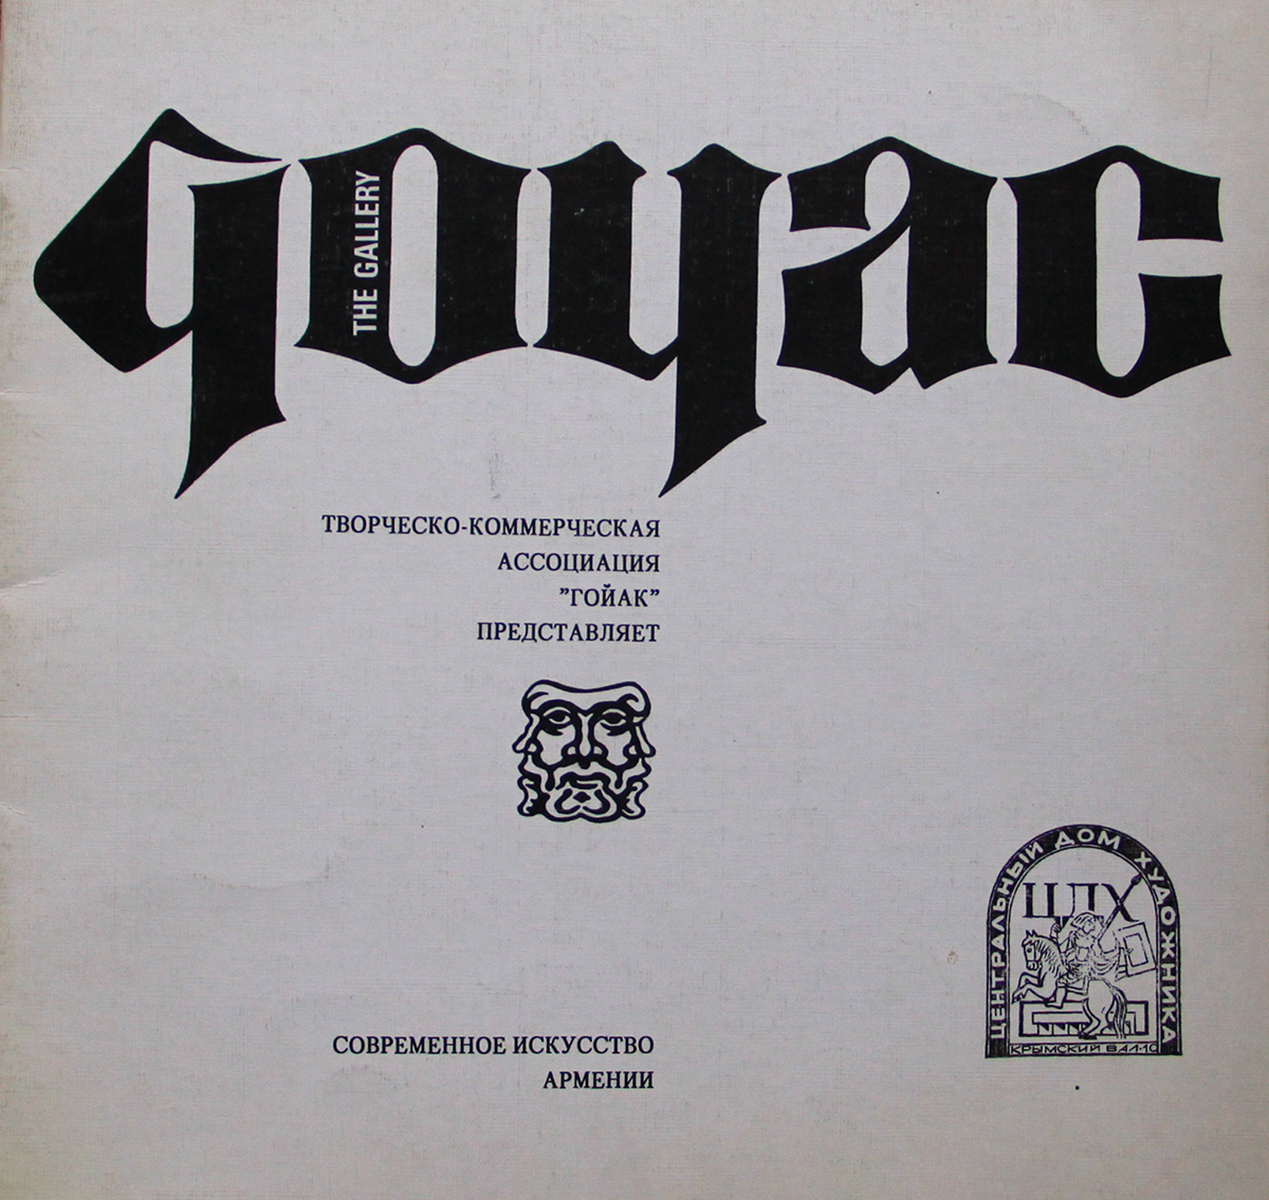 goyac
THE GALLERY
ТВОРЧЕСКО-КОММЕРЧЕСКАЯ
АССОЦИАЦИЯ
”ГОЙАК”
ПРЕДСТАВЛЯЕТ
ЦЕНТРАЛЬНЫЙ ДОМ ХУДОЖНИКА
ЦДХ
КРЫМСКИЙ ВАЛ-10
СОВРЕМЕННОЕ ИСКУССТВО
АРМЕНИИ